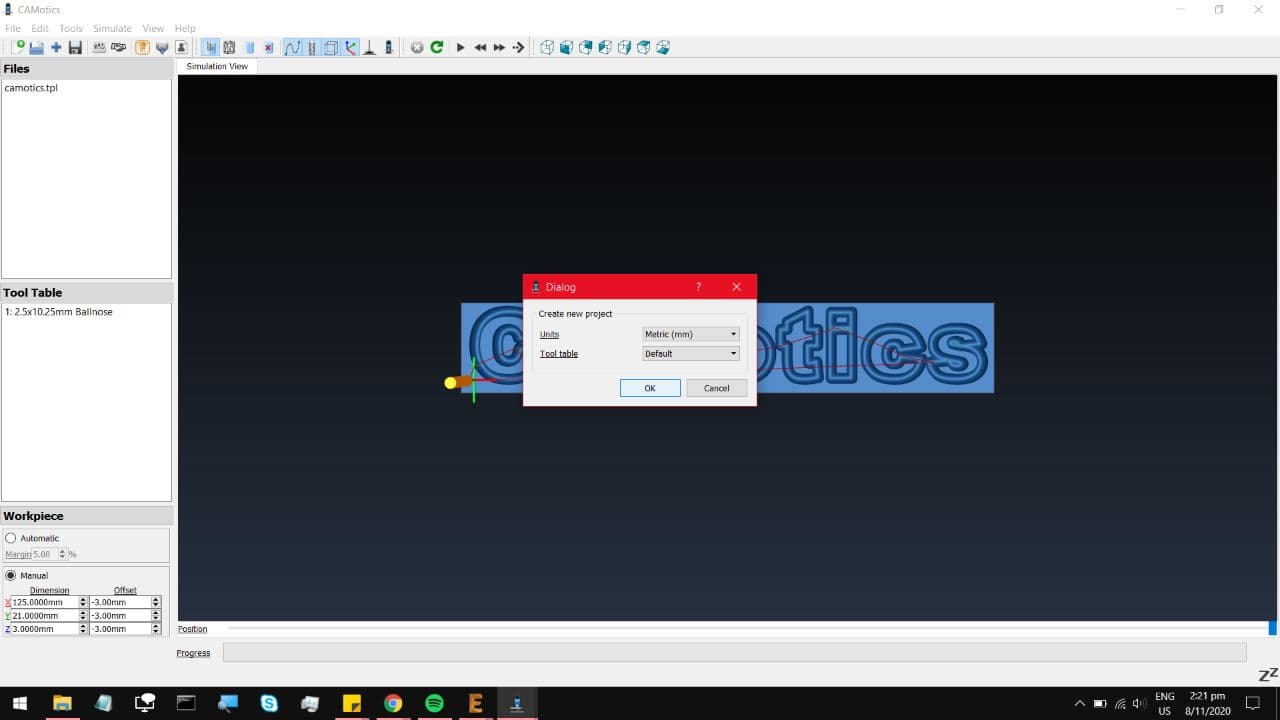 CAMotics
File Edit Tools Simulate View Help
Files
camotics.tpl
Tool Table
1: 2.5x10.25mm Ballnose
Workpiece
Automatic
Margin 5.00 %
Manual
Dimension Offset
X 125.0000mm -3.00mm
Y 21.0000mm -3.00mm
Z 3.0000mm -3.00mm
Simulation View
Dialog ?
Create new project
Units Metric (mm)
Tool table Default
OK Cancel
otics
Position
Progress
zZ
ENG
US
2:21 pm
8/11/2020